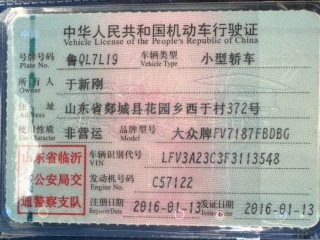 中华人民共和国机动车行驶证
Vehicle License of the People's Republic of China
号牌号码 鲁QL7L19 车辆类型 小型轿车
Plate No. Vehicle Type
所有人 于新刚
Owner
住址 山东省郯城县花园乡西于村372号
Address
使用性质 非营运 品牌型号 大众牌FV7187FBDBG
Use Character Model
山东省临沂 车辆识别代号 LFV3A23C3F3113548
VIN
市公安局交 发动机号码 C57122
Engine No.
通警察支队 注册日期 2016-01-13 发证日期 2016-01-13
Register Date Issue Date